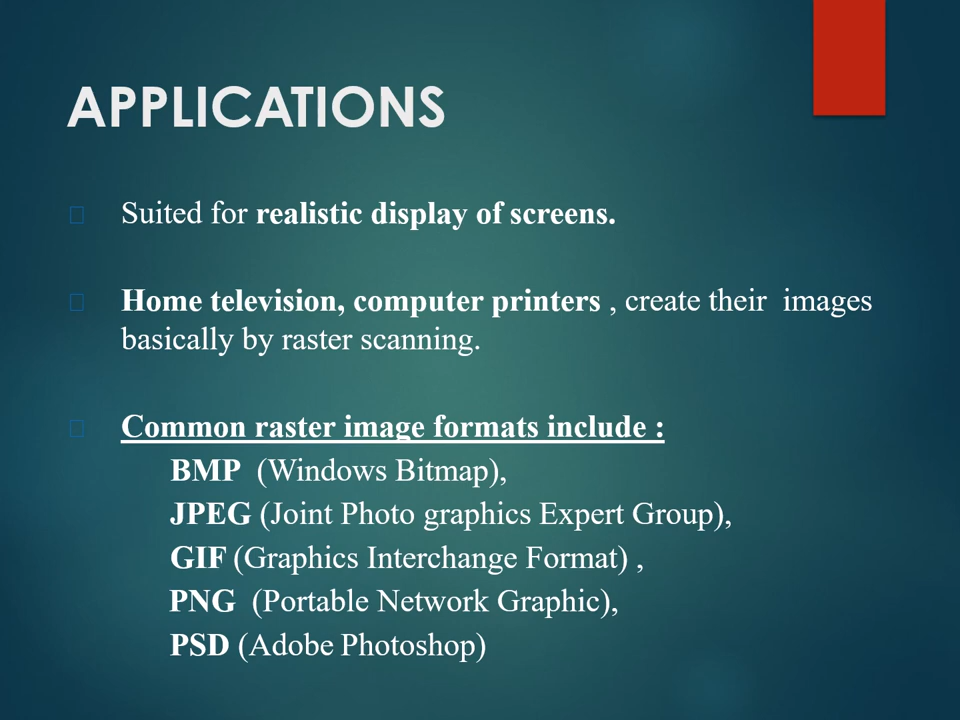 APPLICATIONS
Suited for realistic display of screens.
Home television, computer printers , create their images
basically by raster scanning.
Common raster image formats include :
BMP (Windows Bitmap),
JPEG (Joint Photo graphics Expert Group),
GIF (Graphics Interchange Format) ,
PNG (Portable Network Graphic),
PSD (Adobe Photoshop)